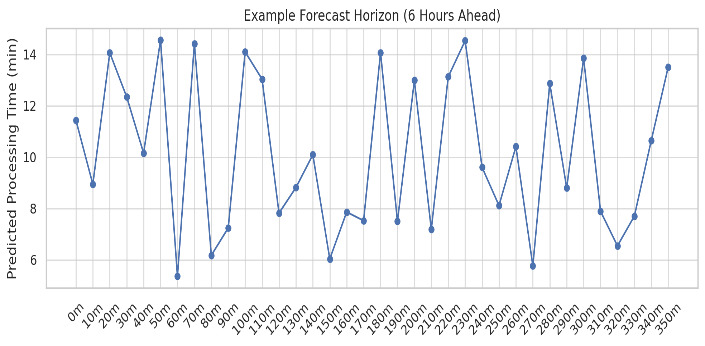 Example Forecast Horizon (6 Hours Ahead)
Predicted Processing Time (min)
14
12
10
8
6
0m
10m
20m
30m
40m
50m
60m
70m
80m
90m
100m
110m
120m
130m
140m
150m
160m
170m
180m
190m
200m
210m
220m
230m
240m
250m
260m
270m
280m
290m
300m
310m
320m
330m
340m
350m